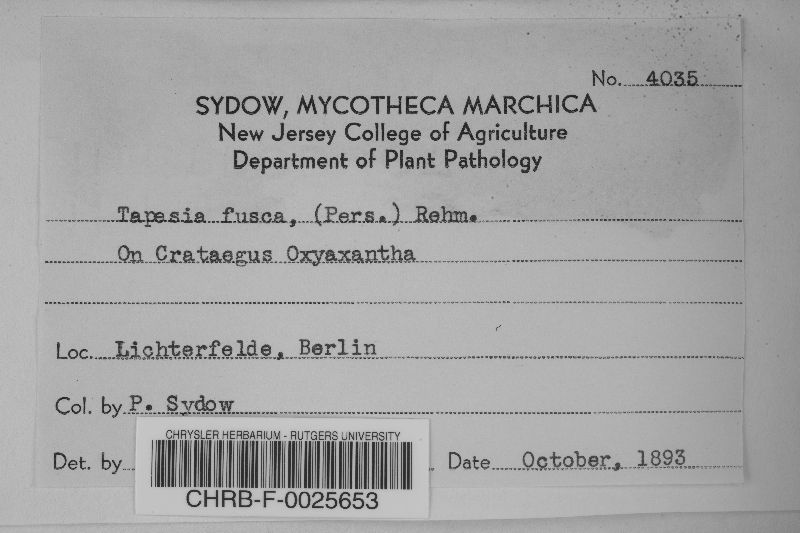 No. 4035
SYDOW, MYCOTHECA MARCHICA
New Jersey College of Agriculture
Department of Plant Pathology
Tapesia fusca, (Pers.) Rehm.
On Crataegus Oxyaxantha
Loc. Lichterfelde, Berlin
Col. by P. Sydow
Det. by
Date October, 1893
CHRYSLER HERBARIUM - RUTGERS UNIVERSITY
CHRB-F-0025653